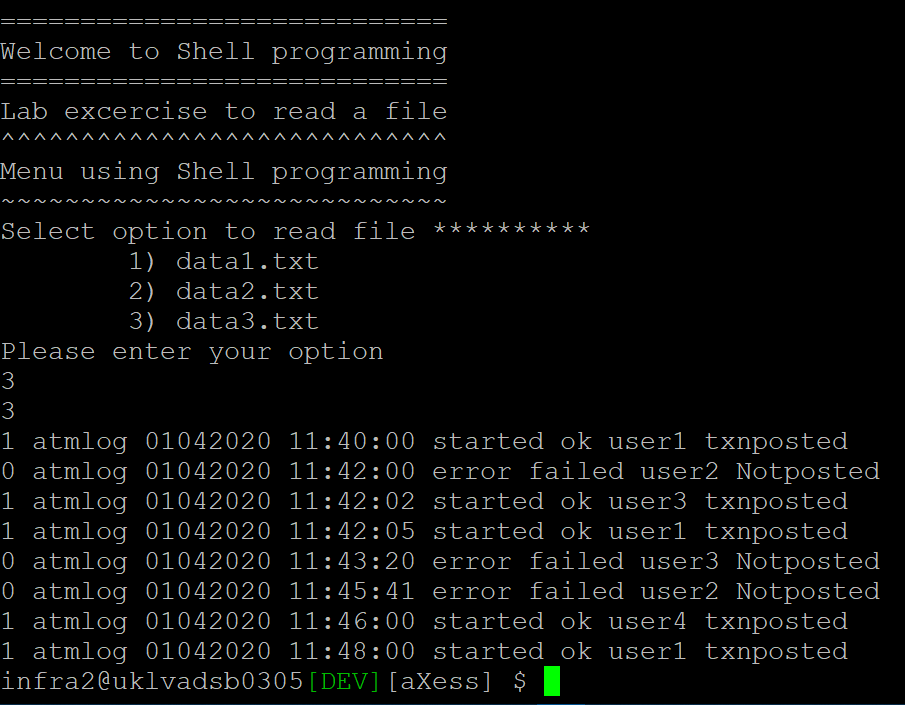 ============================
Welcome to Shell programming
============================
Lab excercise to read a file
^^^^^^^^^^^^^^^^^^^^^^^^^^^^
Menu using Shell programming
~~~~~~~~~~~~~~~~~~~~~~~~~~~~
Select option to read file **********
        1) data1.txt
        2) data2.txt
        3) data3.txt
Please enter your option
3
3
1 atmlog 01042020 11:40:00 started ok user1 txnposted
0 atmlog 01042020 11:42:00 error failed user2 Notposted
1 atmlog 01042020 11:42:02 started ok user3 txnposted
1 atmlog 01042020 11:42:05 started ok user1 txnposted
0 atmlog 01042020 11:43:20 error failed user3 Notposted
0 atmlog 01042020 11:45:41 error failed user2 Notposted
1 atmlog 01042020 11:46:00 started ok user4 txnposted
1 atmlog 01042020 11:48:00 started ok user1 txnposted
infra2@uklvadsb0305[DEV][aXess] $